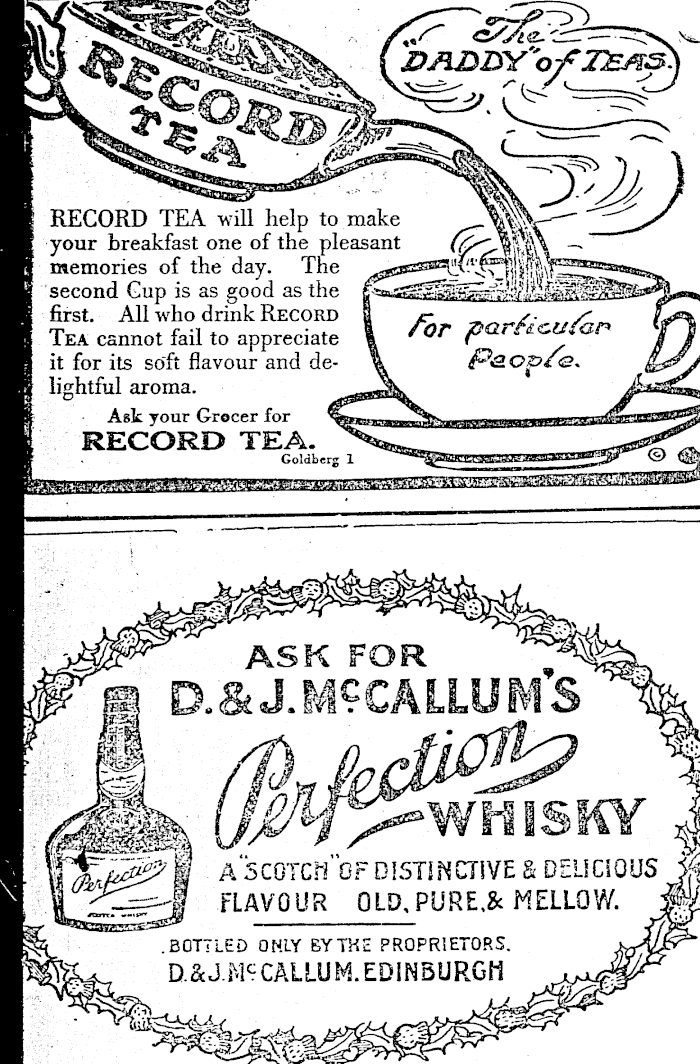 RECORD
TEA
The
"DADDY" of TEAS.
RECORD TEA will help to make
your breakfast one of the pleasant
memories of the day. The
second Cup is as good as the
first. All who drink RECORD
TEA cannot fail to appreciate
it for its soft flavour and de-
lightful aroma.
Ask your Grocer for
RECORD TEA.
Goldberg 1
For particular
People.
©
ASK FOR
D. & J. McCALLUM'S
Perfection
WHISKY
A "SCOTCH" OF DISTINCTIVE & DELICIOUS
FLAVOUR OLD, PURE, & MELLOW.
BOTTLED ONLY BY THE PROPRIETORS.
D. & J. McCALLUM. EDINBURGH
Perfection
SCOTCH WHISKY